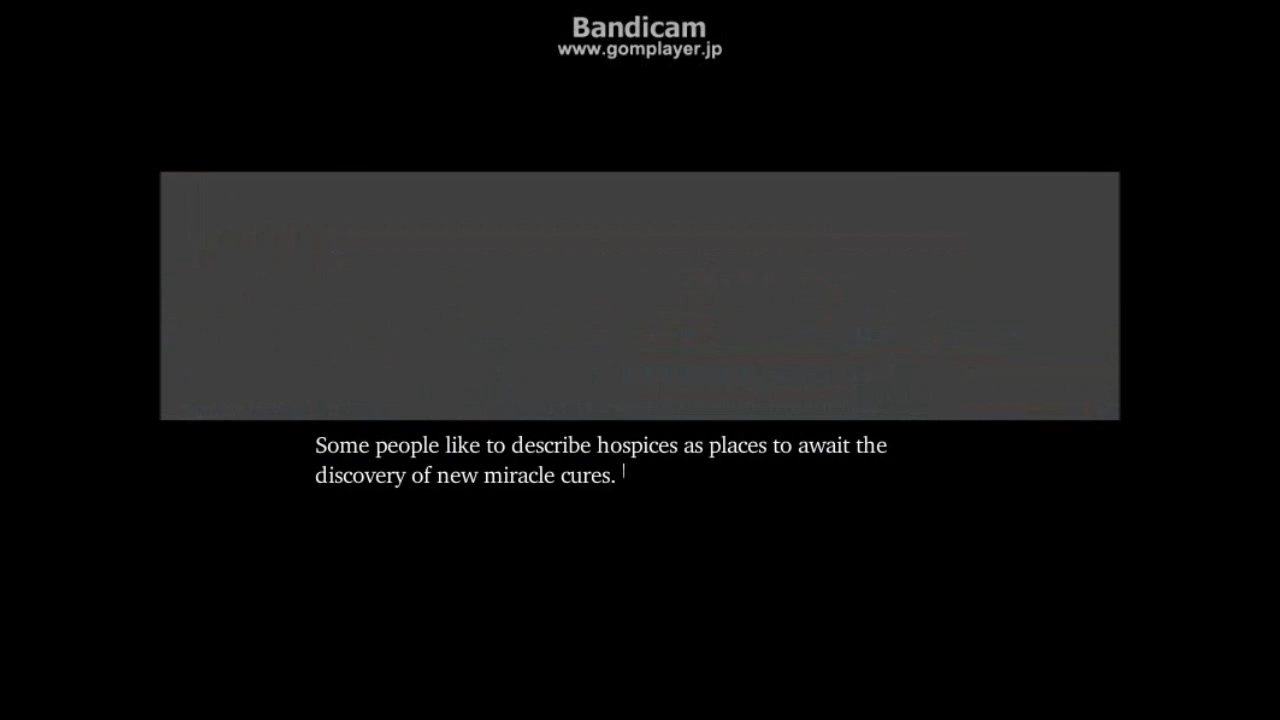 Bandicam
www.gomplayer.jp
Some people like to describe hospices as places to await the
discovery of new miracle cures.